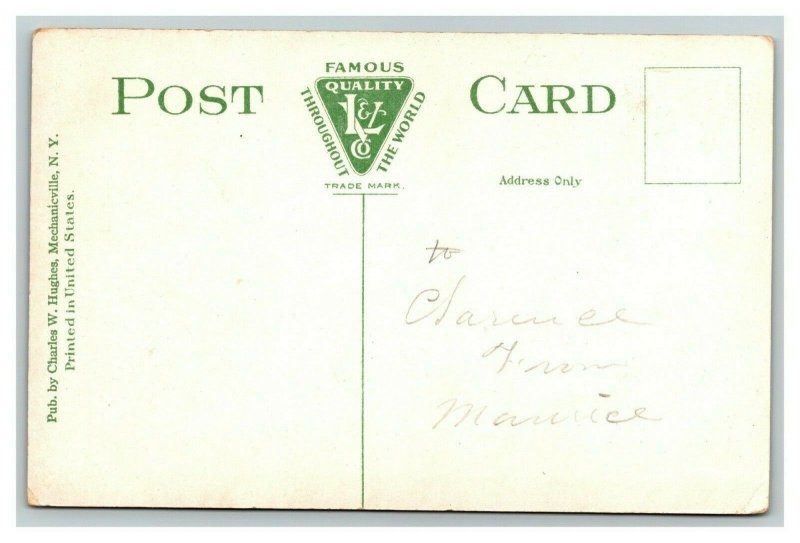 POST CARD
FAMOUS
QUALITY
THROUGHOUT
THE WORLD
V & L
Co
TRADE MARK.
Address Only
Pub. by Charles W. Hughes, Mechanicville, N. Y.
Printed in United States.
to
Clarence
From
Maurice